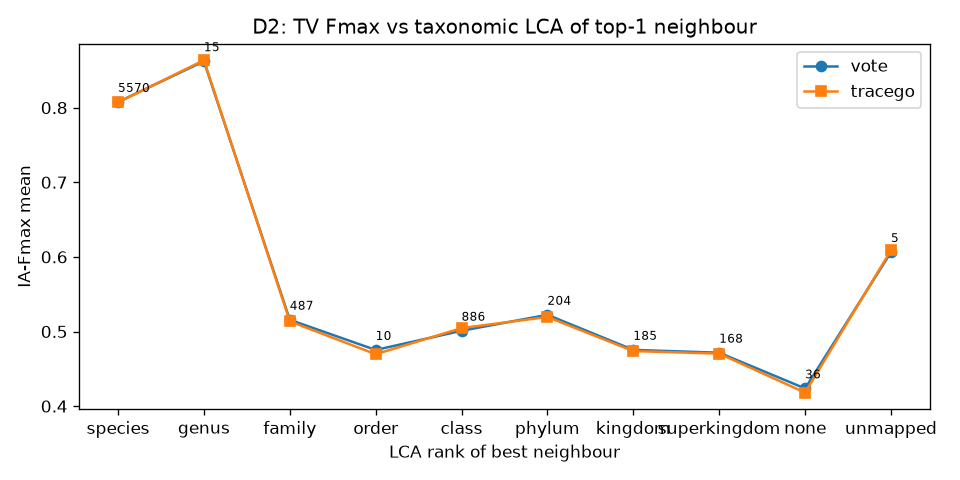 D2: TV Fmax vs taxonomic LCA of top-1 neighbour
vote
tracego
IA-Fmax mean
0.8
0.7
0.6
0.5
0.4
5570
15
487
10
886
204
185
168
36
5
species genus family order class phylum kingdom superkingdom none unmapped
LCA rank of best neighbour